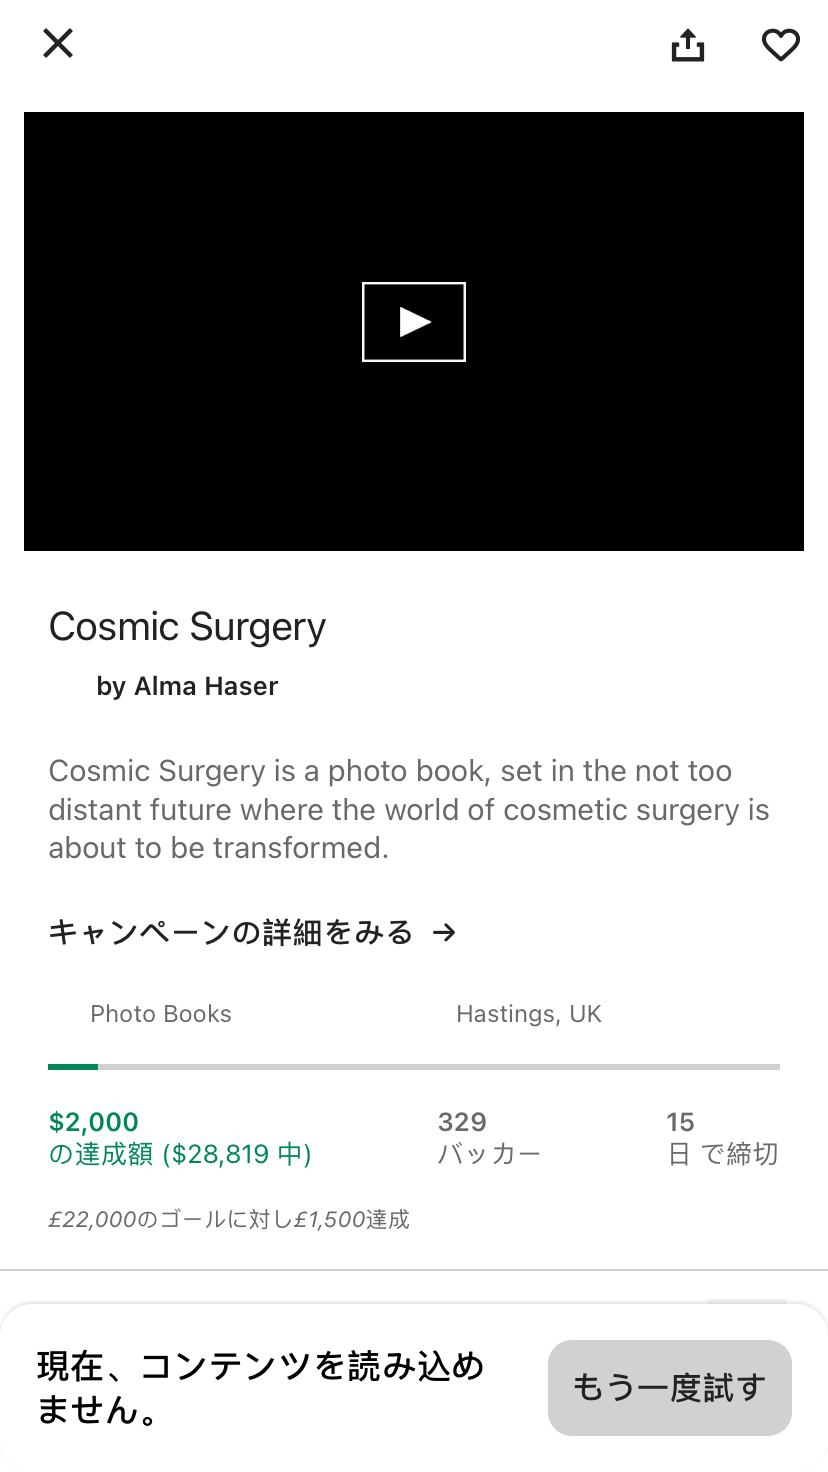 Cosmic Surgery
by Alma Haser
Cosmic Surgery is a photo book, set in the not too
distant future where the world of cosmetic surgery is
about to be transformed.
キャンペーンの詳細をみる →
Photo Books
Hastings, UK
$2,000
の達成額 ($28,819 中)
329
バッカー
15
日 で締切
£22,000のゴールに対し£1,500達成
現在、コンテンツを読み込め
ません。
もう一度試す